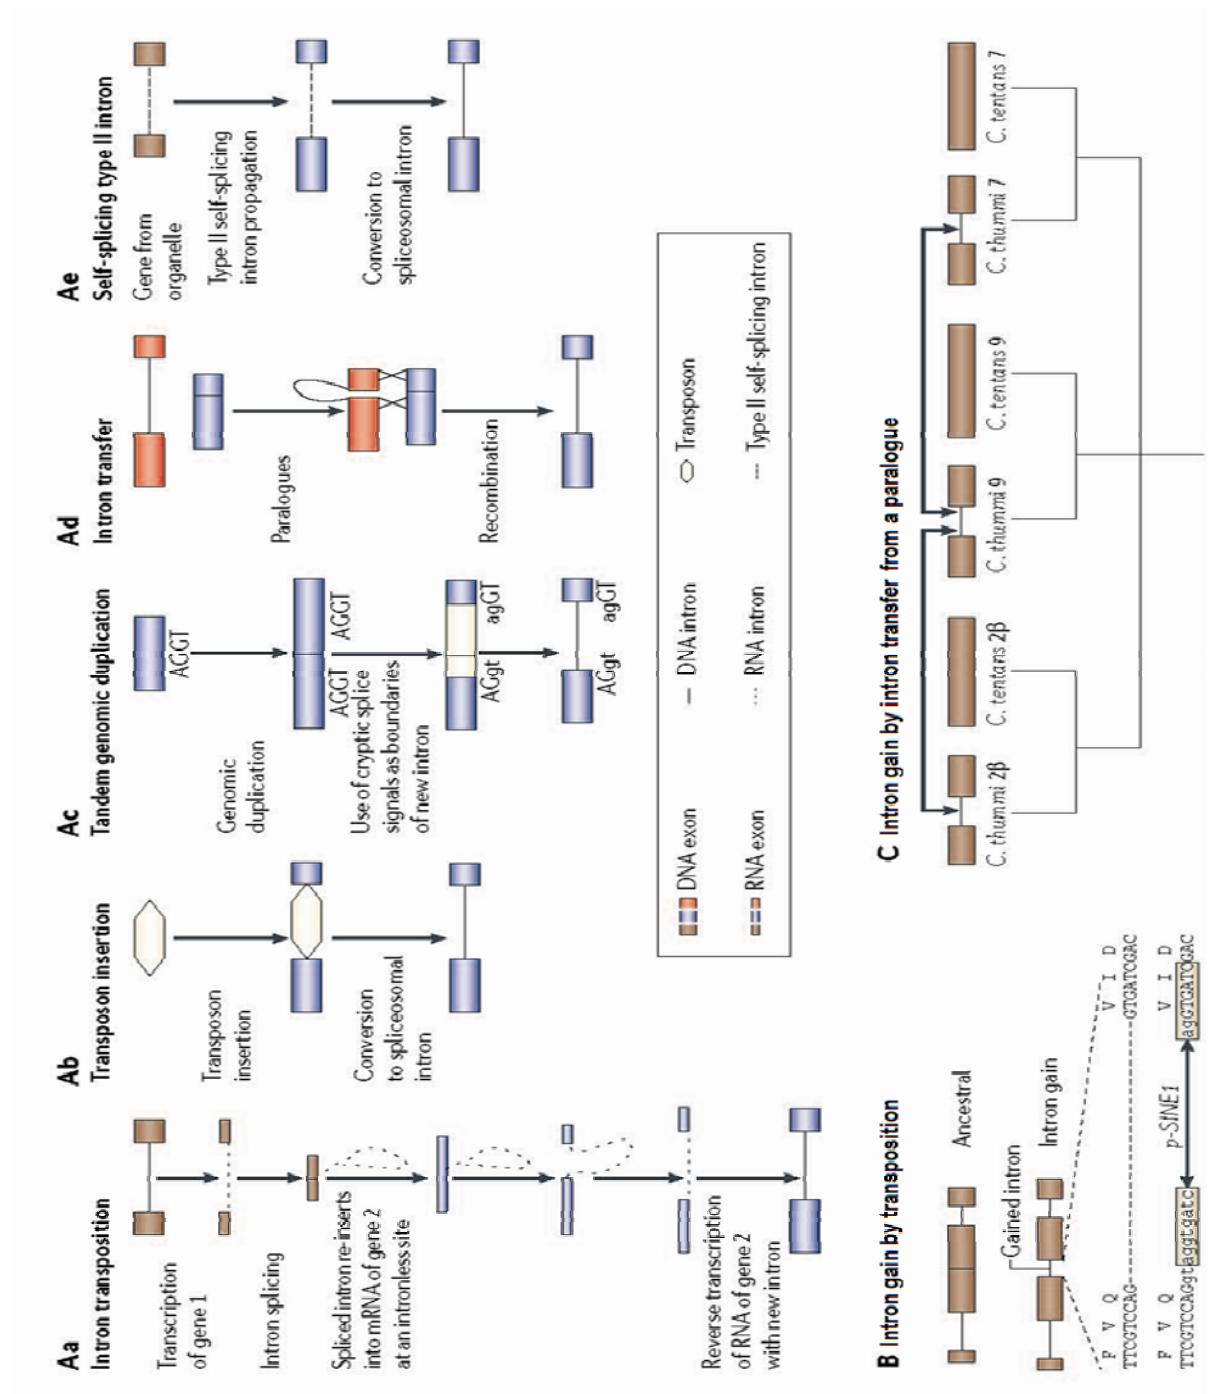 Aa
Intron transposition
Transcription
of gene 1
Intron splicing
Spliced intron re-inserts
into mRNA of gene 2
at an intronless site
Reverse transcription
of RNA of gene 2
with new intron
Ab
Transposon insertion
Transposon
insertion
Conversion
to spliceosomal
intron
Ac
Tandem genomic duplication
AGGT
Genomic
duplication
AGGT AGGT
Use of cryptic splice
signals as boundaries
of new intron
AGgt agGT
AGgt agGT
Ad
Intron transfer
Paralogues
Recombination
Ae
Self-splicing type II intron
Gene from
organelle
Type II self-splicing
intron propagation
Conversion to
spliceosomal intron
DNA exon DNA intron Transposon
RNA exon RNA intron Type II self-splicing intron
B Intron gain by transposition
Ancestral
Gained intron
Intron gain
F V Q V I D
TTCGTCCAG------------------GTGATCGAC
F V Q p-SINE1 V I D
TTCGTCCAGgtaggtgatc agGTGATCGAC
C Intron gain by intron transfer from a paralogue
C. thummi 2β C. tentans 2β C. thummi 9 C. tentans 9 C. thummi 7 C. tentans 7